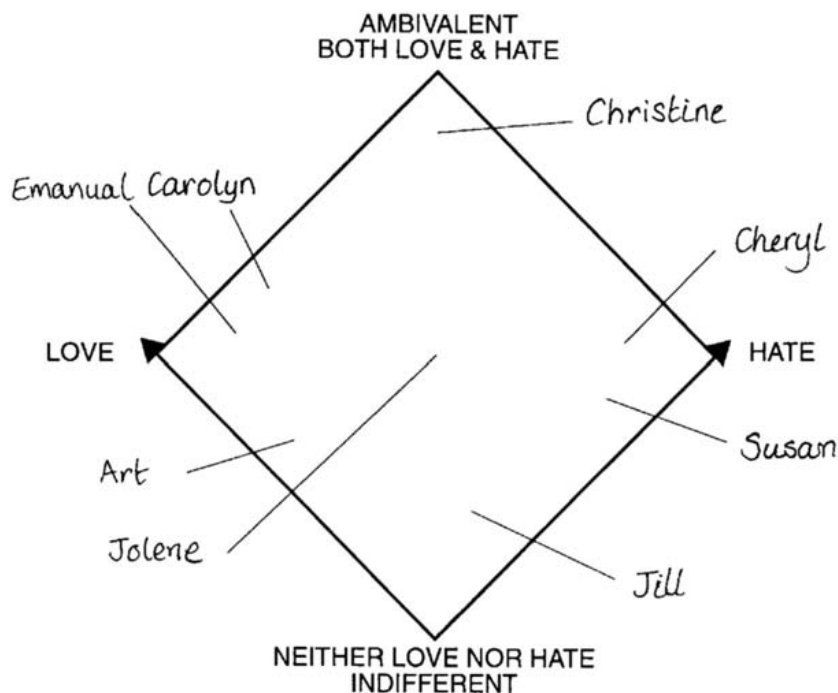 AMBIVALENT
BOTH LOVE & HATE
Christine
Emanual Carolyn
Cheryl
LOVE
HATE
Susan
Art
Jolene
Jill
NEITHER LOVE NOR HATE
INDIFFERENT